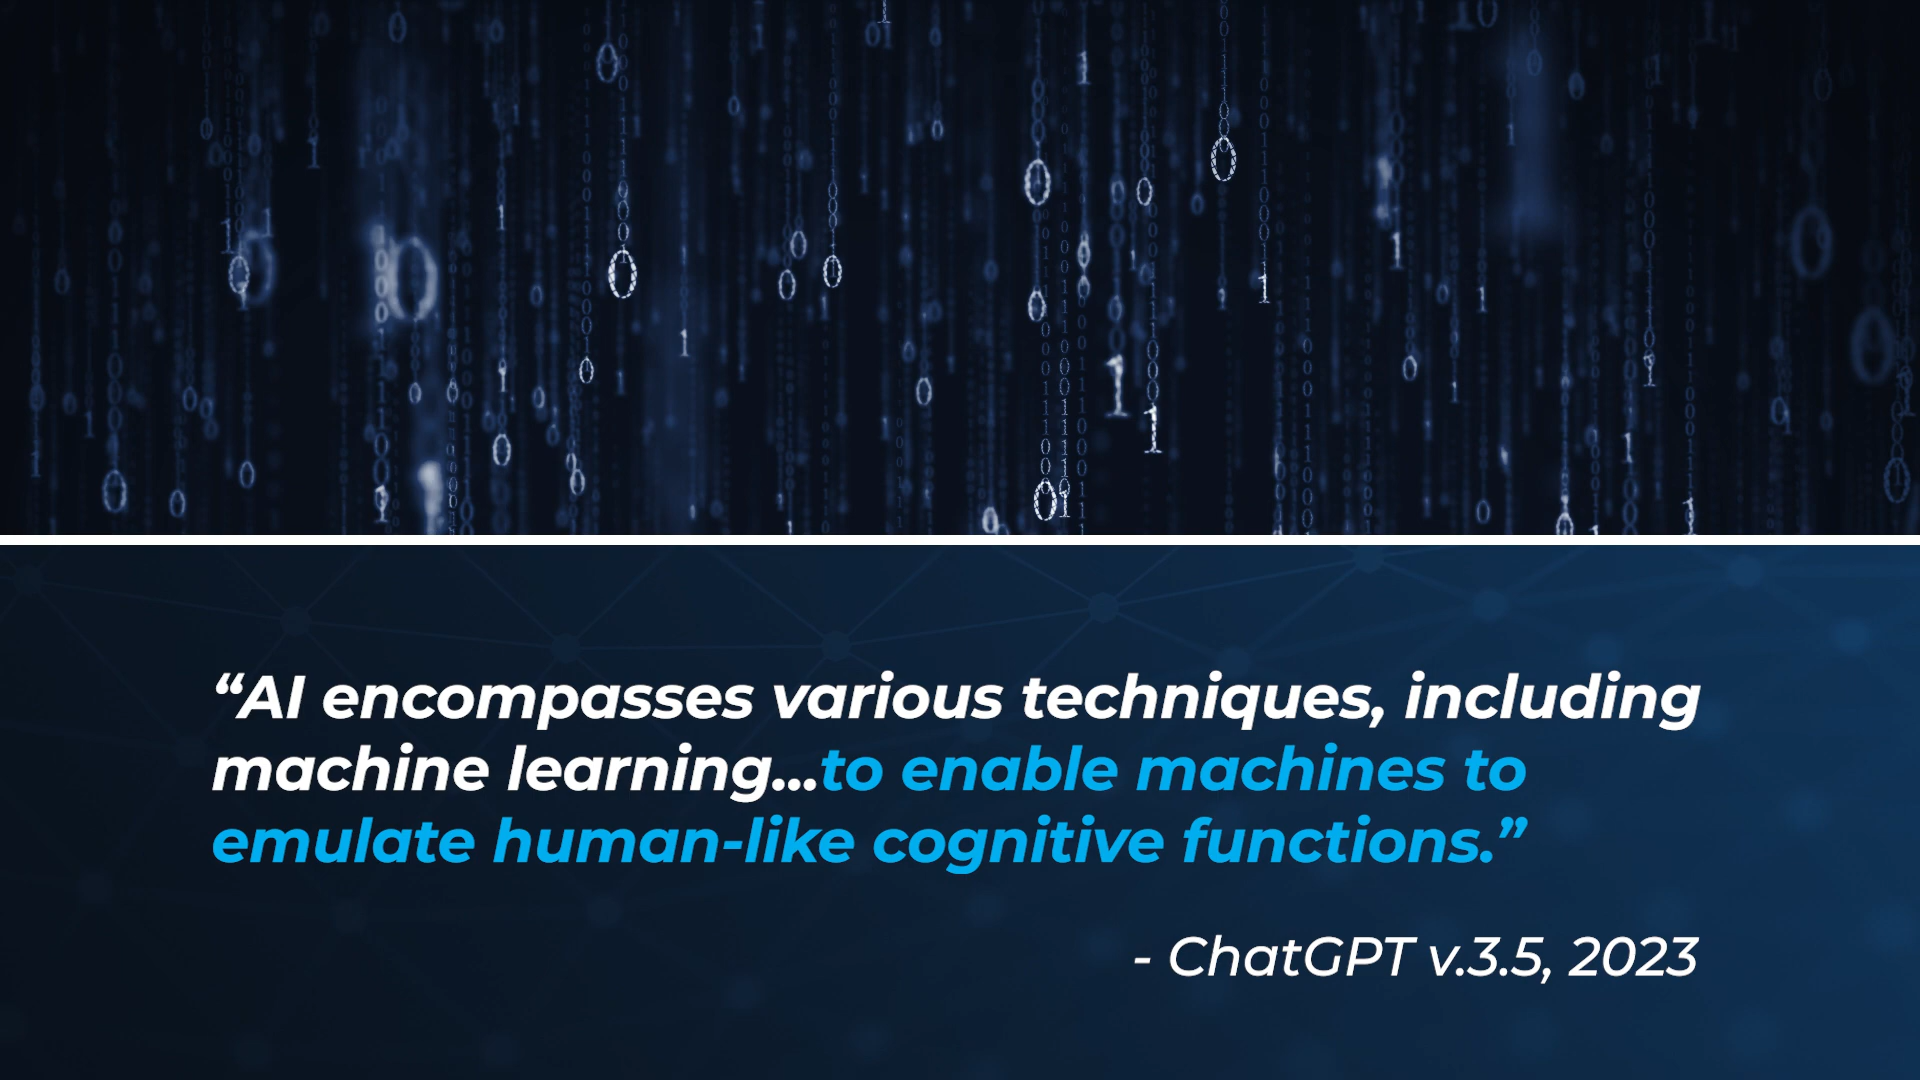 “AI encompasses various techniques, including
machine learning...to enable machines to
emulate human-like cognitive functions.”
- ChatGPT v.3.5, 2023